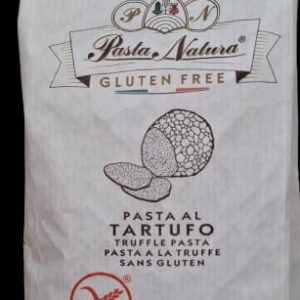 P N
Pasta Natura®
GLUTEN FREE
PASTA AL
TARTUFO
TRUFFLE PASTA
PASTA A LA TRUFFE
SANS GLUTEN
®